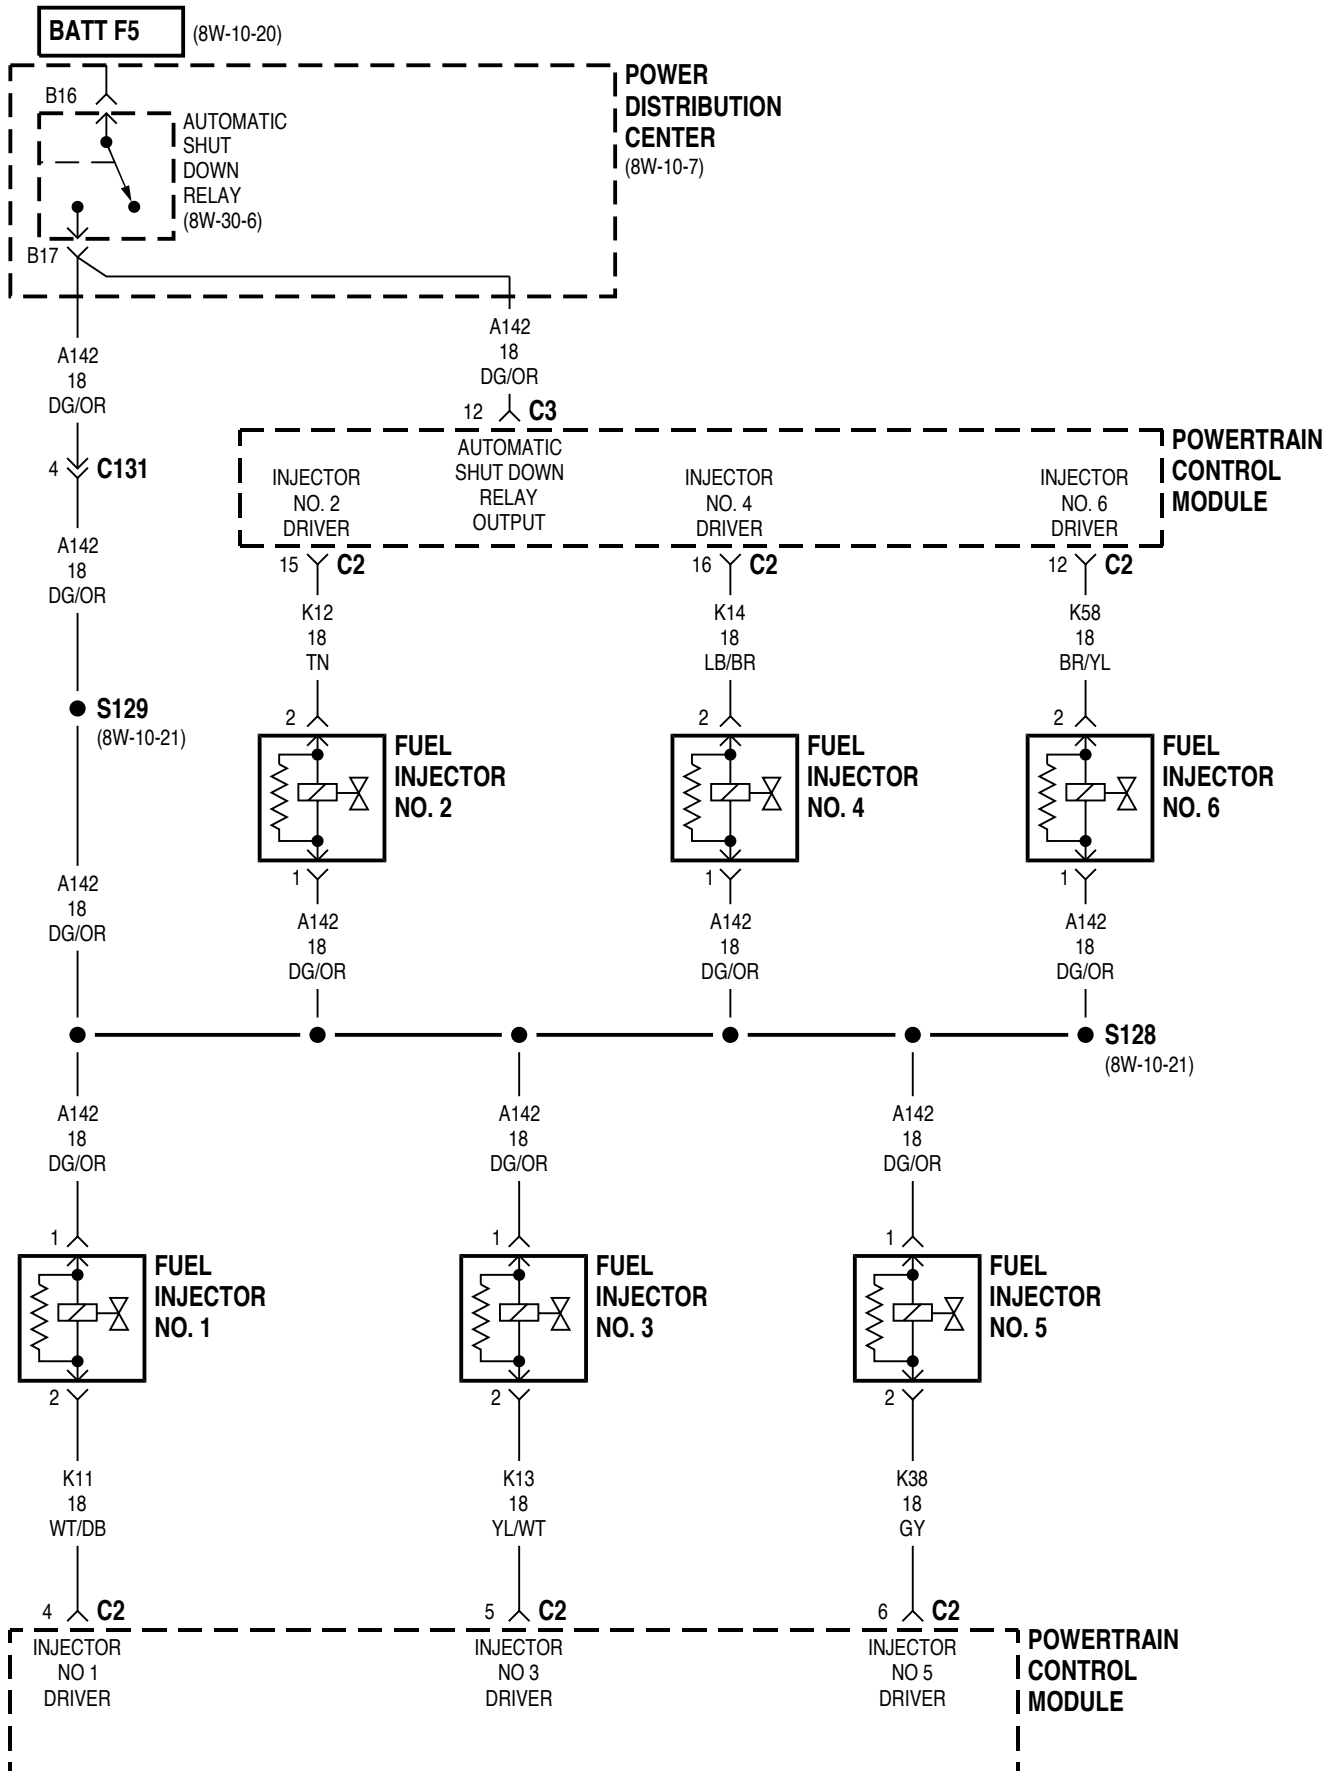 BATT F5 (8W-10-20)
POWER
DISTRIBUTION
CENTER
(8W-10-7)
B16
AUTOMATIC
SHUT
DOWN
RELAY
(8W-30-6)
B17
A142
18
DG/OR
A142
18
DG/OR
4 C131
12 C3
POWERTRAIN
CONTROL
MODULE
AUTOMATIC
SHUT DOWN
RELAY
OUTPUT
INJECTOR
NO. 2
DRIVER
INJECTOR
NO. 4
DRIVER
INJECTOR
NO. 6
DRIVER
A142
18
DG/OR
15 C2
16 C2
12 C2
K12
18
TN
K14
18
LB/BR
K58
18
BR/YL
S129
(8W-10-21)
2
FUEL
INJECTOR
NO. 2
1
2
FUEL
INJECTOR
NO. 4
1
2
FUEL
INJECTOR
NO. 6
1
A142
18
DG/OR
A142
18
DG/OR
A142
18
DG/OR
A142
18
DG/OR
S128
(8W-10-21)
A142
18
DG/OR
A142
18
DG/OR
A142
18
DG/OR
1
FUEL
INJECTOR
NO. 1
2
1
FUEL
INJECTOR
NO. 3
2
1
FUEL
INJECTOR
NO. 5
2
K11
18
WT/DB
K13
18
YL/WT
K38
18
GY
4 C2
5 C2
6 C2
INJECTOR
NO 1
DRIVER
INJECTOR
NO 3
DRIVER
INJECTOR
NO 5
DRIVER
POWERTRAIN
CONTROL
MODULE